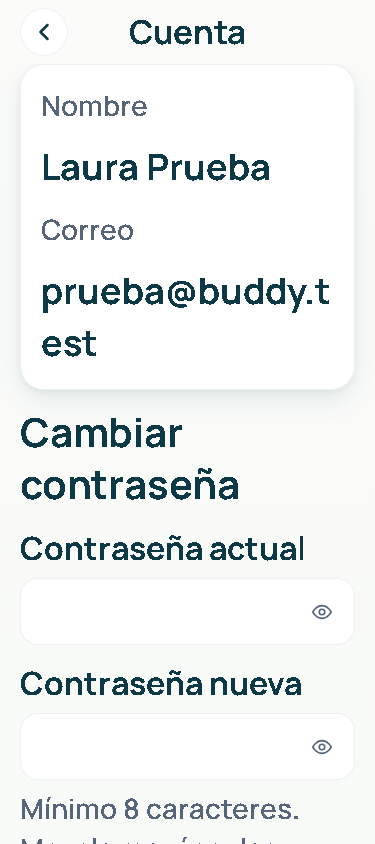 Cuenta
Nombre
Laura Prueba
Correo
prueba@buddy.t
est
Cambiar
contraseña
Contraseña actual
Contraseña nueva
Mínimo 8 caracteres.